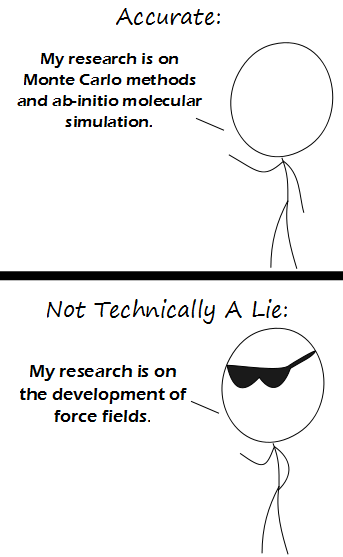 Accurate:
My research is on
Monte Carlo methods
and ab-initio molecular
simulation.
Not Technically A Lie:
My research is on
the development of
force fields.